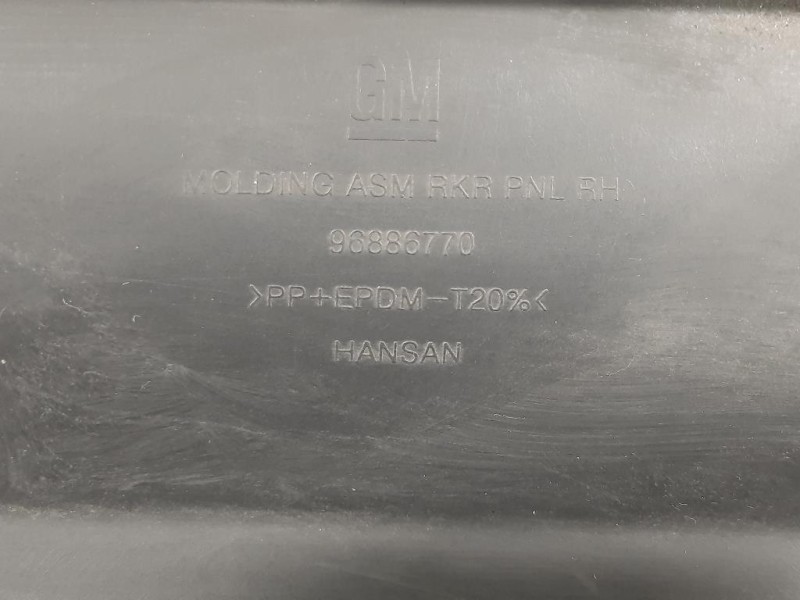 GM
MOLDING ASM RKR PNL RH
96886770
>PP+EPDM-T20%<
HANSAN